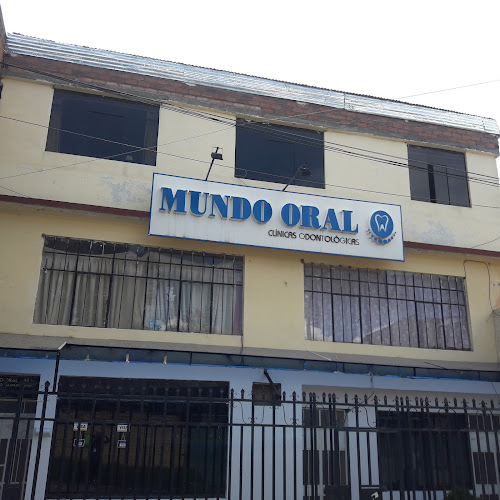 MUNDO ORAL
CLÍNICAS ODONTOLÓGICAS